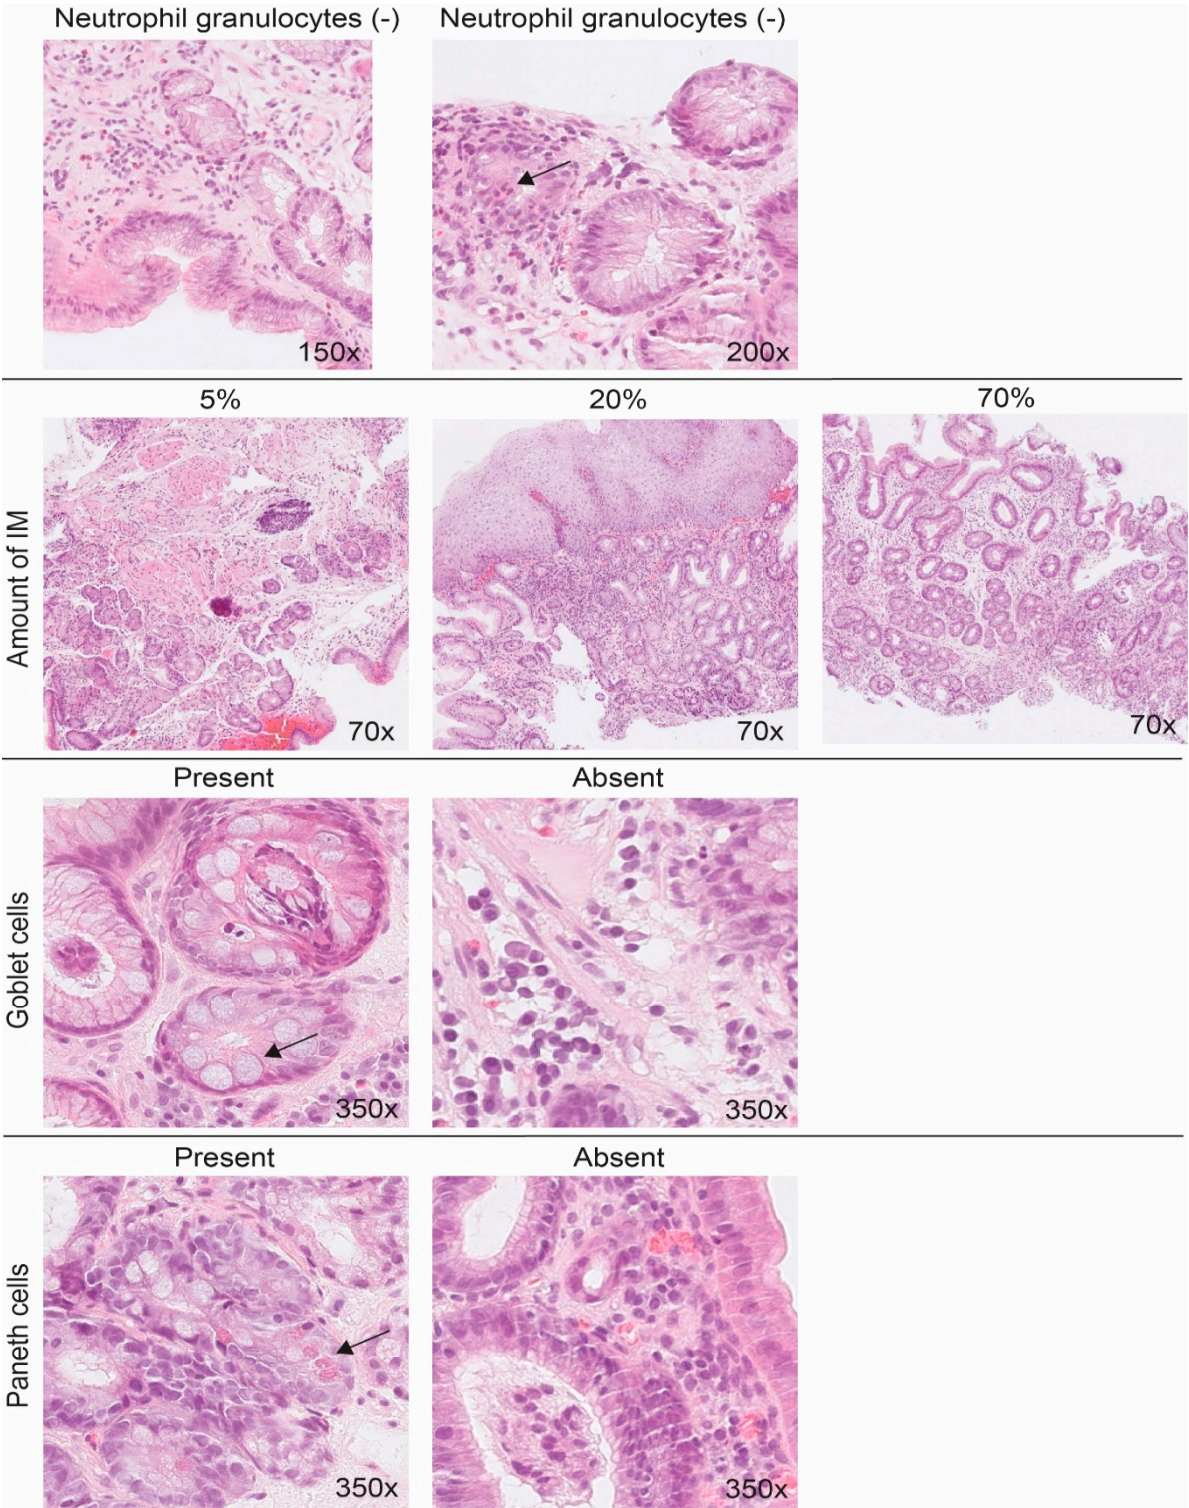 Neutrophil granulocytes (-) Neutrophil granulocytes (-)
150x 200x
5% 20% 70%
Amount of IM
70x 70x 70x
Present Absent
Goblet cells
350x 350x
Present Absent
Paneth cells
350x 350x